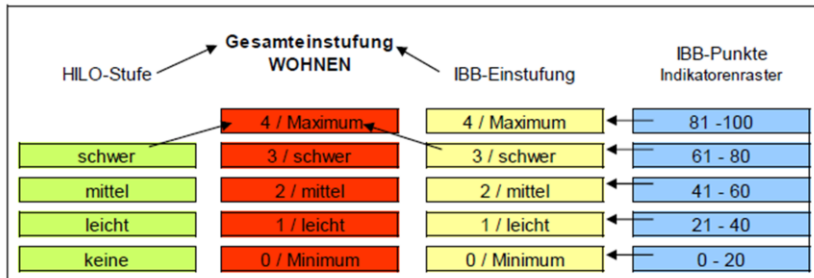 Gesamteinstufung
WOHNEN
HILO-Stufe
IBB-Einstufung
IBB-Punkte
Indikatorenraster
4 / Maximum
4 / Maximum
81 -100
schwer
3 / schwer
3 / schwer
61 - 80
mittel
2 / mittel
2 / mittel
41 - 60
leicht
1 / leicht
1 / leicht
21 - 40
keine
0 / Minimum
0 / Minimum
0 - 20